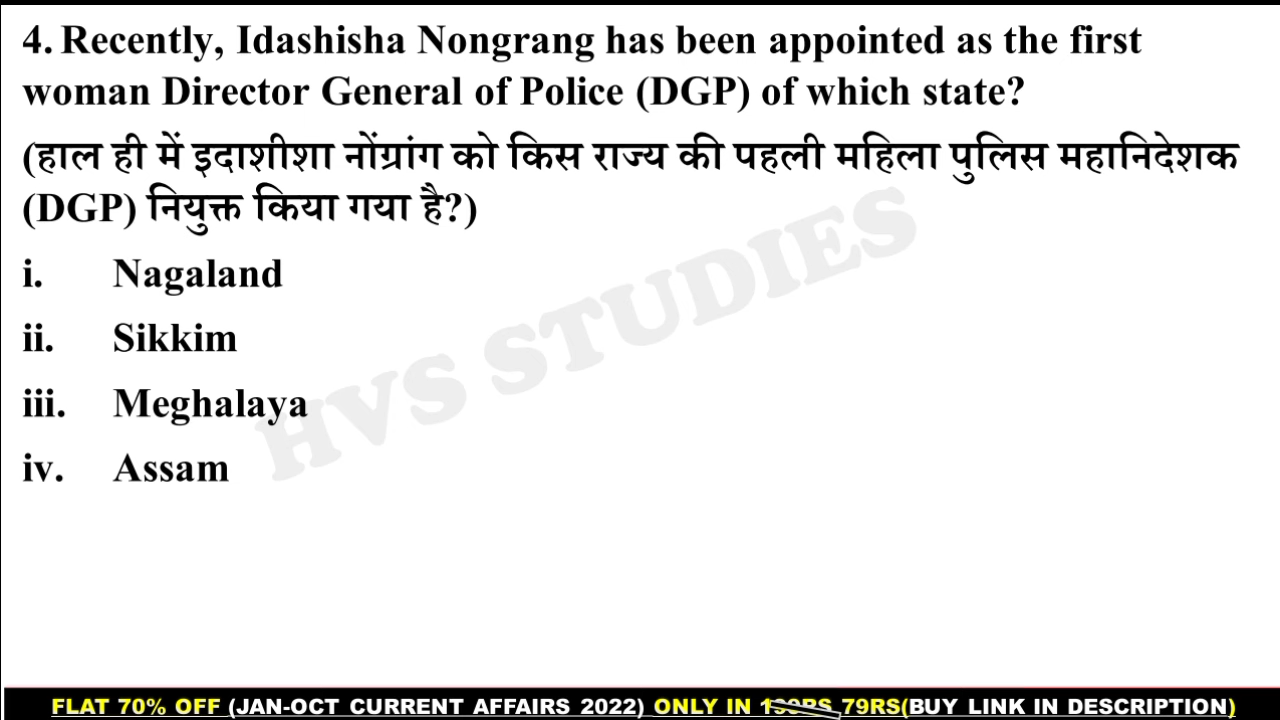 4. Recently, Idashisha Nongrang has been appointed as the first
woman Director General of Police (DGP) of which state?
(हाल ही में इदाशीशा नोंग्रांग को किस राज्य की पहली महिला पुलिस महानिदेशक
(DGP) नियुक्त किया गया है?)
i. Nagaland
ii. Sikkim
iii. Meghalaya
iv. Assam
HVS STUDIES
FLAT 70% OFF (JAN-OCT CURRENT AFFAIRS 2022) ONLY IN 79RS(BUY LINK IN DESCRIPTION)